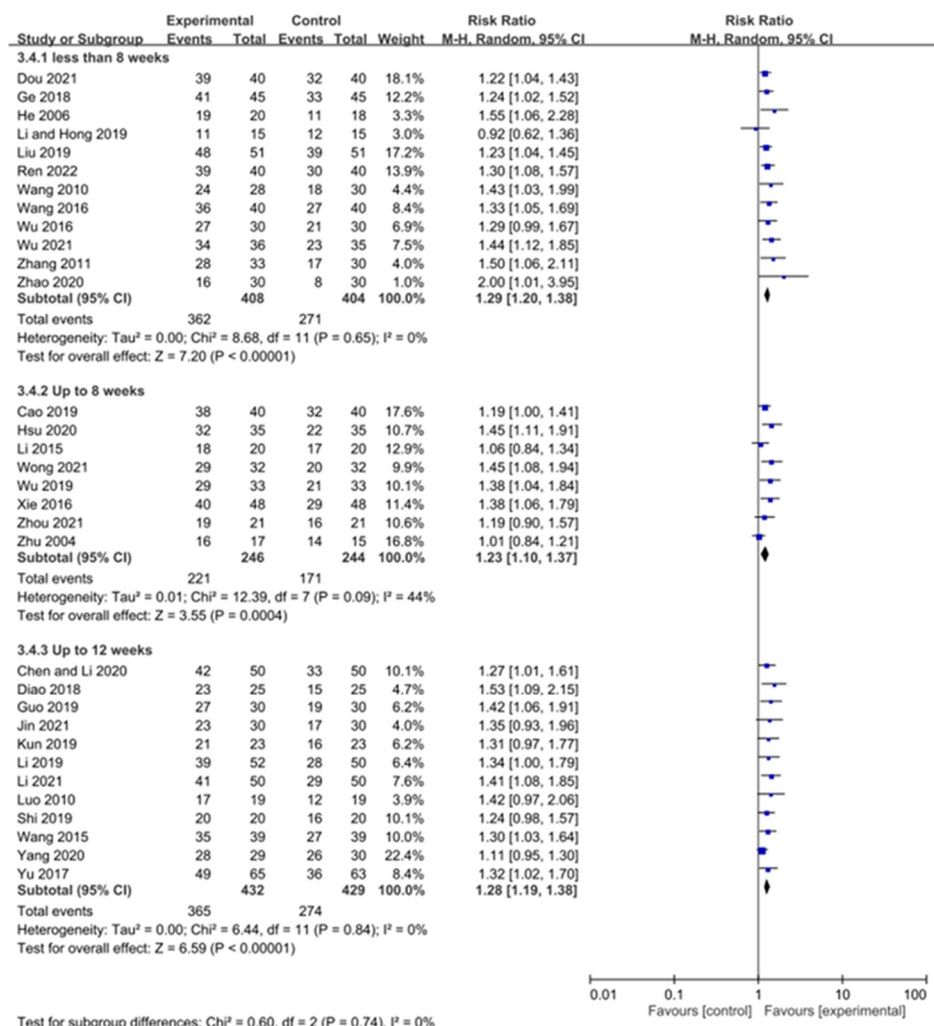 Experimental Control Risk Ratio Risk Ratio
Study or Subgroup Events Total Events Total Weight M-H, Random, 95% CI M-H, Random, 95% CI
3.4.1 less than 8 weeks
Dou 2021 39 40 32 40 18.1% 1.22 [1.04, 1.43]
Ge 2018 41 45 33 45 12.2% 1.24 [1.02, 1.52]
He 2006 19 20 11 18 3.3% 1.55 [1.06, 2.28]
Li and Hong 2019 11 15 12 15 3.0% 0.92 [0.62, 1.36]
Liu 2019 48 51 39 51 17.2% 1.23 [1.04, 1.45]
Ren 2022 39 40 30 40 13.9% 1.30 [1.08, 1.57]
Wang 2010 24 28 18 30 4.4% 1.43 [1.03, 1.99]
Wang 2016 36 40 27 40 8.4% 1.33 [1.05, 1.69]
Wu 2016 27 30 21 30 6.9% 1.29 [0.99, 1.67]
Wu 2021 34 36 23 35 7.5% 1.44 [1.12, 1.85]
Zhang 2011 28 33 17 30 4.0% 1.50 [1.06, 2.11]
Zhao 2020 16 30 8 30 1.0% 2.00 [1.01, 3.95]
Subtotal (95% CI) 408 404 100.0% 1.29 [1.20, 1.38]
Total events 362 271
Heterogeneity: Tau² = 0.00; Chi² = 8.68, df = 11 (P = 0.65); I² = 0%
Test for overall effect: Z = 7.20 (P < 0.00001)
3.4.2 Up to 8 weeks
Cao 2019 38 40 32 40 17.6% 1.19 [1.00, 1.41]
Hsu 2020 32 35 22 35 10.7% 1.45 [1.11, 1.91]
Li 2015 18 20 17 20 12.9% 1.06 [0.84, 1.34]
Wong 2021 29 32 20 32 9.9% 1.45 [1.08, 1.94]
Wu 2019 29 33 21 33 10.1% 1.38 [1.04, 1.84]
Xie 2016 40 48 29 48 11.4% 1.38 [1.06, 1.79]
Zhou 2021 19 21 16 21 10.6% 1.19 [0.90, 1.57]
Zhu 2004 16 17 14 15 16.8% 1.01 [0.84, 1.21]
Subtotal (95% CI) 246 244 100.0% 1.23 [1.10, 1.37]
Total events 221 171
Heterogeneity: Tau² = 0.01; Chi² = 12.39, df = 7 (P = 0.09); I² = 44%
Test for overall effect: Z = 3.55 (P = 0.0004)
3.4.3 Up to 12 weeks
Chen and Li 2020 42 50 33 50 10.1% 1.27 [1.01, 1.61]
Diao 2018 23 25 15 25 4.7% 1.53 [1.09, 2.15]
Guo 2019 27 30 19 30 6.2% 1.42 [1.06, 1.91]
Jin 2021 23 30 17 30 4.0% 1.35 [0.93, 1.96]
Kun 2019 21 23 16 23 6.2% 1.31 [0.97, 1.77]
Li 2019 39 52 28 50 6.3% 1.34 [1.00, 1.79]
Li 2021 41 50 29 50 7.6% 1.41 [1.08, 1.85]
Luo 2010 17 19 12 19 3.9% 1.42 [0.97, 2.06]
Shi 2019 20 20 16 20 10.2% 1.24 [0.98, 1.57]
Wang 2015 35 39 27 39 10.0% 1.30 [1.03, 1.64]
Yang 2020 28 29 26 30 22.4% 1.11 [0.95, 1.30]
Yu 2017 49 65 36 63 8.4% 1.32 [1.02, 1.70]
Subtotal (95% CI) 432 429 100.0% 1.28 [1.19, 1.38]
Total events 365 274
Heterogeneity: Tau² = 0.00; Chi² = 6.44, df = 11 (P = 0.84); I² = 0%
Test for overall effect: Z = 6.59 (P < 0.00001)
0.01 0.1 1 10 100
Favours [control] Favours [experimental]
Test for subgroup differences: Chi² = 0.60, df = 2 (P = 0.74), I² = 0%